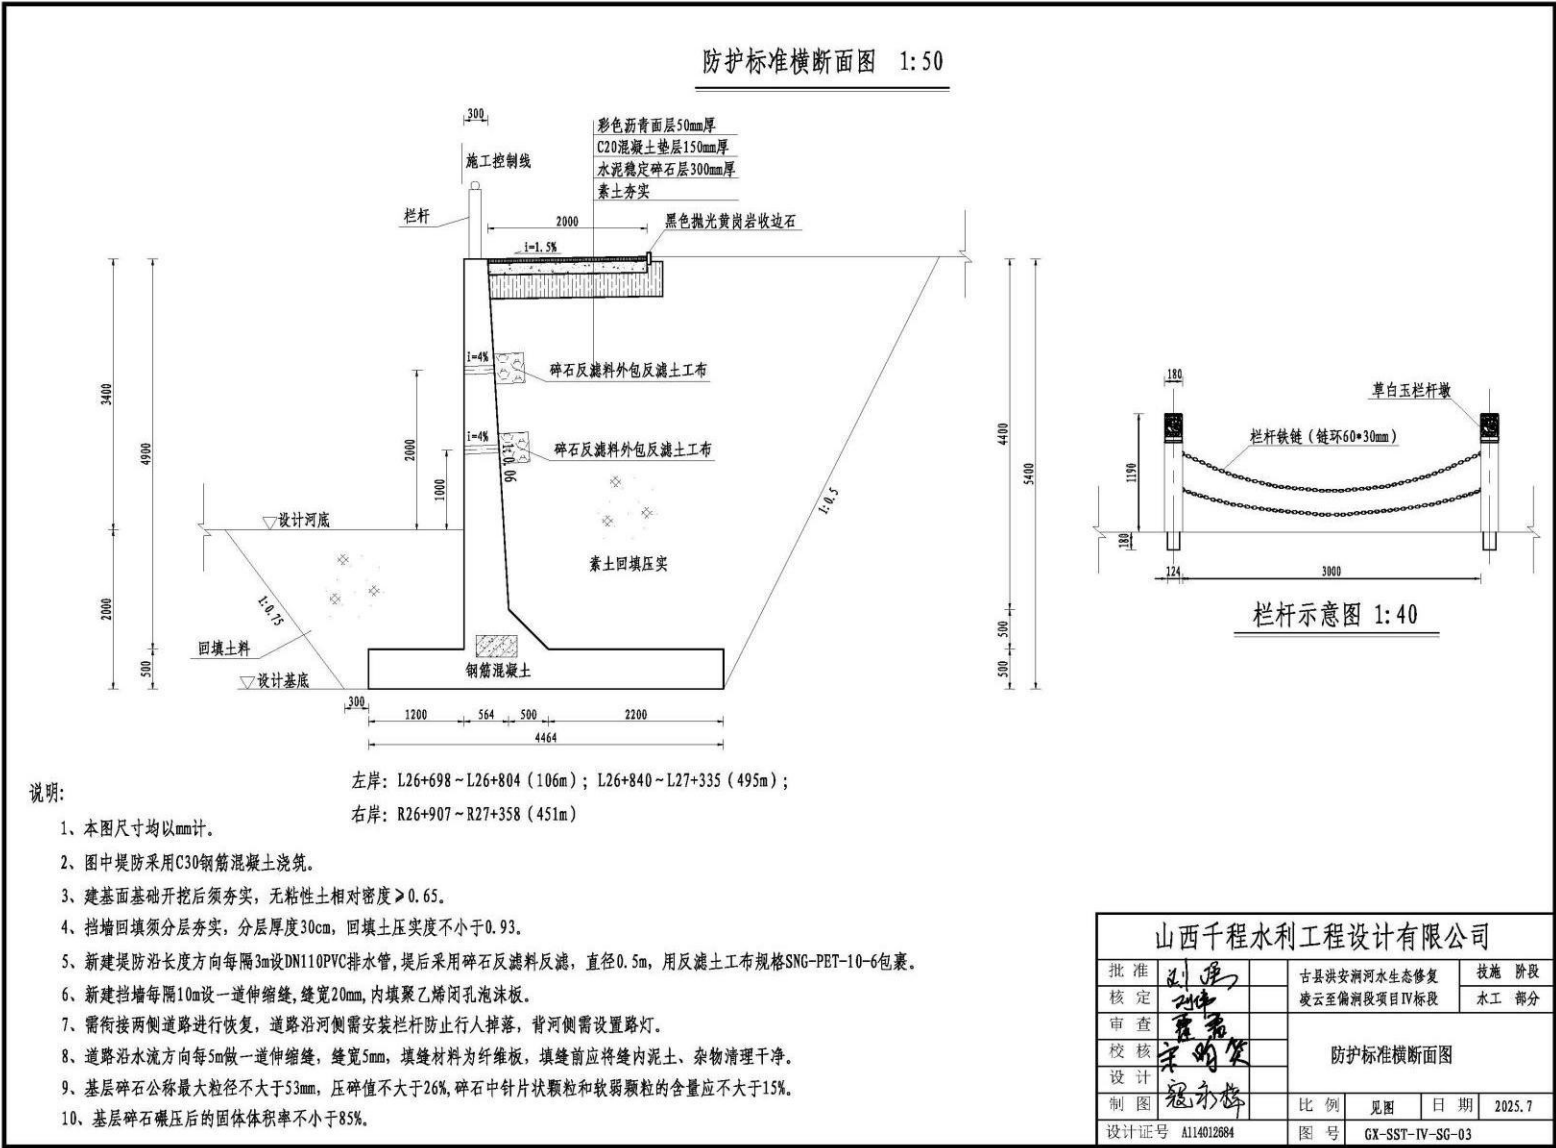 防护标准横断面图 1:50
300
施工控制线
彩色沥青面层50mm厚
C20混凝土垫层150mm厚
水泥稳定碎石层300mm厚
素土夯实
栏杆
2000
黑色抛光黄岗岩收边石
i=1.5%
i=4%
碎石反滤料外包反滤土工布
i=4%
碎石反滤料外包反滤土工布
1:0.06
3400
4900
2000
1000
4400
5400
1:0.5
设计河底
素土回填压实
2000
1:0.75
回填土料
500
500
500
钢筋混凝土
设计基底
300
1200
564
500
2200
4464
180
草白玉栏杆墩
栏杆铁链（链环60*30mm）
1190
180
124
3000
栏杆示意图 1:40
左岸：L26+698～L26+804（106m）；L26+840～L27+335（495m）；
右岸：R26+907～R27+358（451m）
说明：
1、本图尺寸均以mm计。
2、图中堤防采用C30钢筋混凝土浇筑。
3、建基面基础开挖后须夯实，无粘性土相对密度≥0.65。
4、挡墙回填须分层夯实，分层厚度30cm，回填土压实度不小于0.93。
5、新建堤防沿长度方向每隔3m设DN110PVC排水管,堤后采用碎石反滤料反滤，直径0.5m，用反滤土工布规格SNG-PET-10-6包裹。
6、新建挡墙每隔10m设一道伸缩缝,缝宽20mm,内填聚乙烯闭孔泡沫板。
7、需衔接两侧道路进行恢复，道路沿河侧需安装栏杆防止行人掉落，背河侧需设置路灯。
8、道路沿水流方向每5m做一道伸缩缝，缝宽5mm，填缝材料为纤维板，填缝前应将缝内泥土、杂物清理干净。
9、基层碎石公称最大粒径不大于53mm，压碎值不大于26%,碎石中针片状颗粒和软弱颗粒的含量应不大于15%。
10、基层碎石碾压后的固体体积率不小于85%。
山西千程水利工程设计有限公司
批 准
核 定
审 查
校 核
设 计
制 图
古县洪安涧河水生态修复
凌云至偏涧段项目IV标段
技施 阶段
水工 部分
防护标准横断面图
比 例 见图 日 期 2025.7
设计证号 A114012684 图 号 GX-SST-IV-SG-03